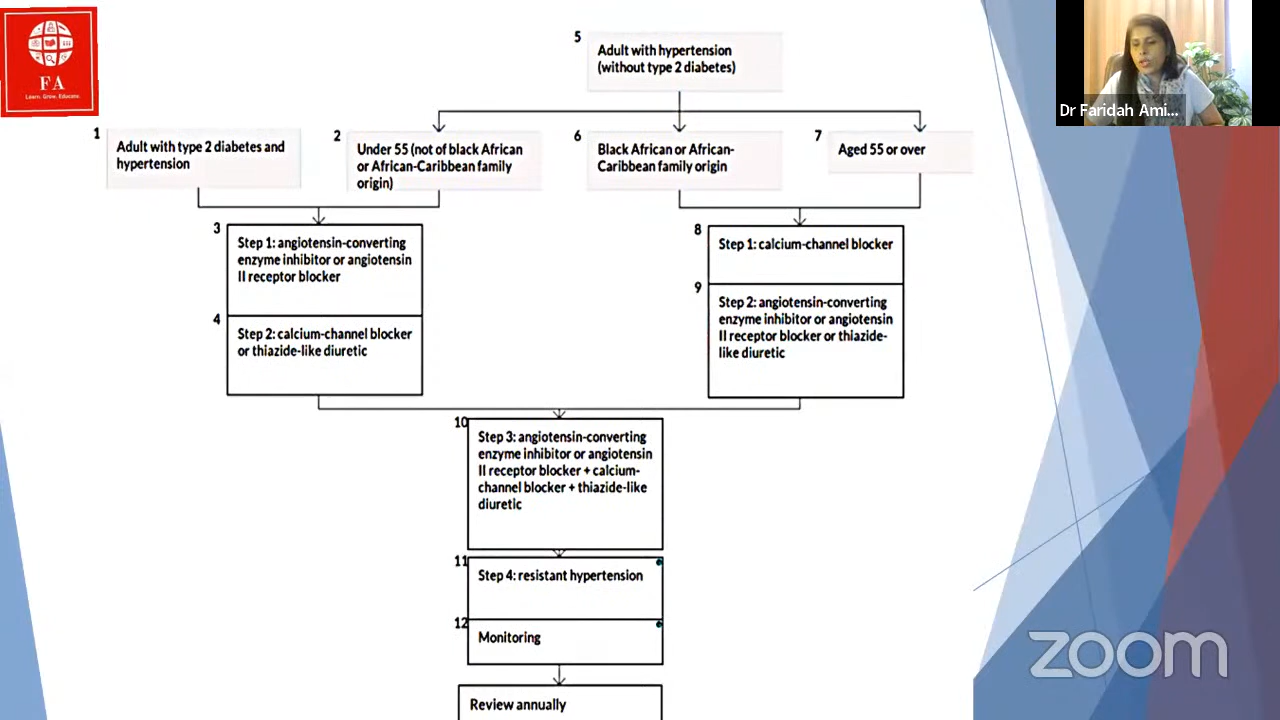 FA
Learn. Grow. Educate.
Dr Faridah Ami...
5
Adult with hypertension
(without type 2 diabetes)
1
Adult with type 2 diabetes and
hypertension
2
Under 55 (not of black African
or African-Caribbean family
origin)
6
Black African or African-
Caribbean family origin
7
Aged 55 or over
3
Step 1: angiotensin-converting
enzyme inhibitor or angiotensin
II receptor blocker
4
Step 2: calcium-channel blocker
or thiazide-like diuretic
8
Step 1: calcium-channel blocker
9
Step 2: angiotensin-converting
enzyme inhibitor or angiotensin
II receptor blocker or thiazide-
like diuretic
10
Step 3: angiotensin-converting
enzyme inhibitor or angiotensin
II receptor blocker + calcium-
channel blocker + thiazide-like
diuretic
11
Step 4: resistant hypertension
12
Monitoring
Review annually
zoom